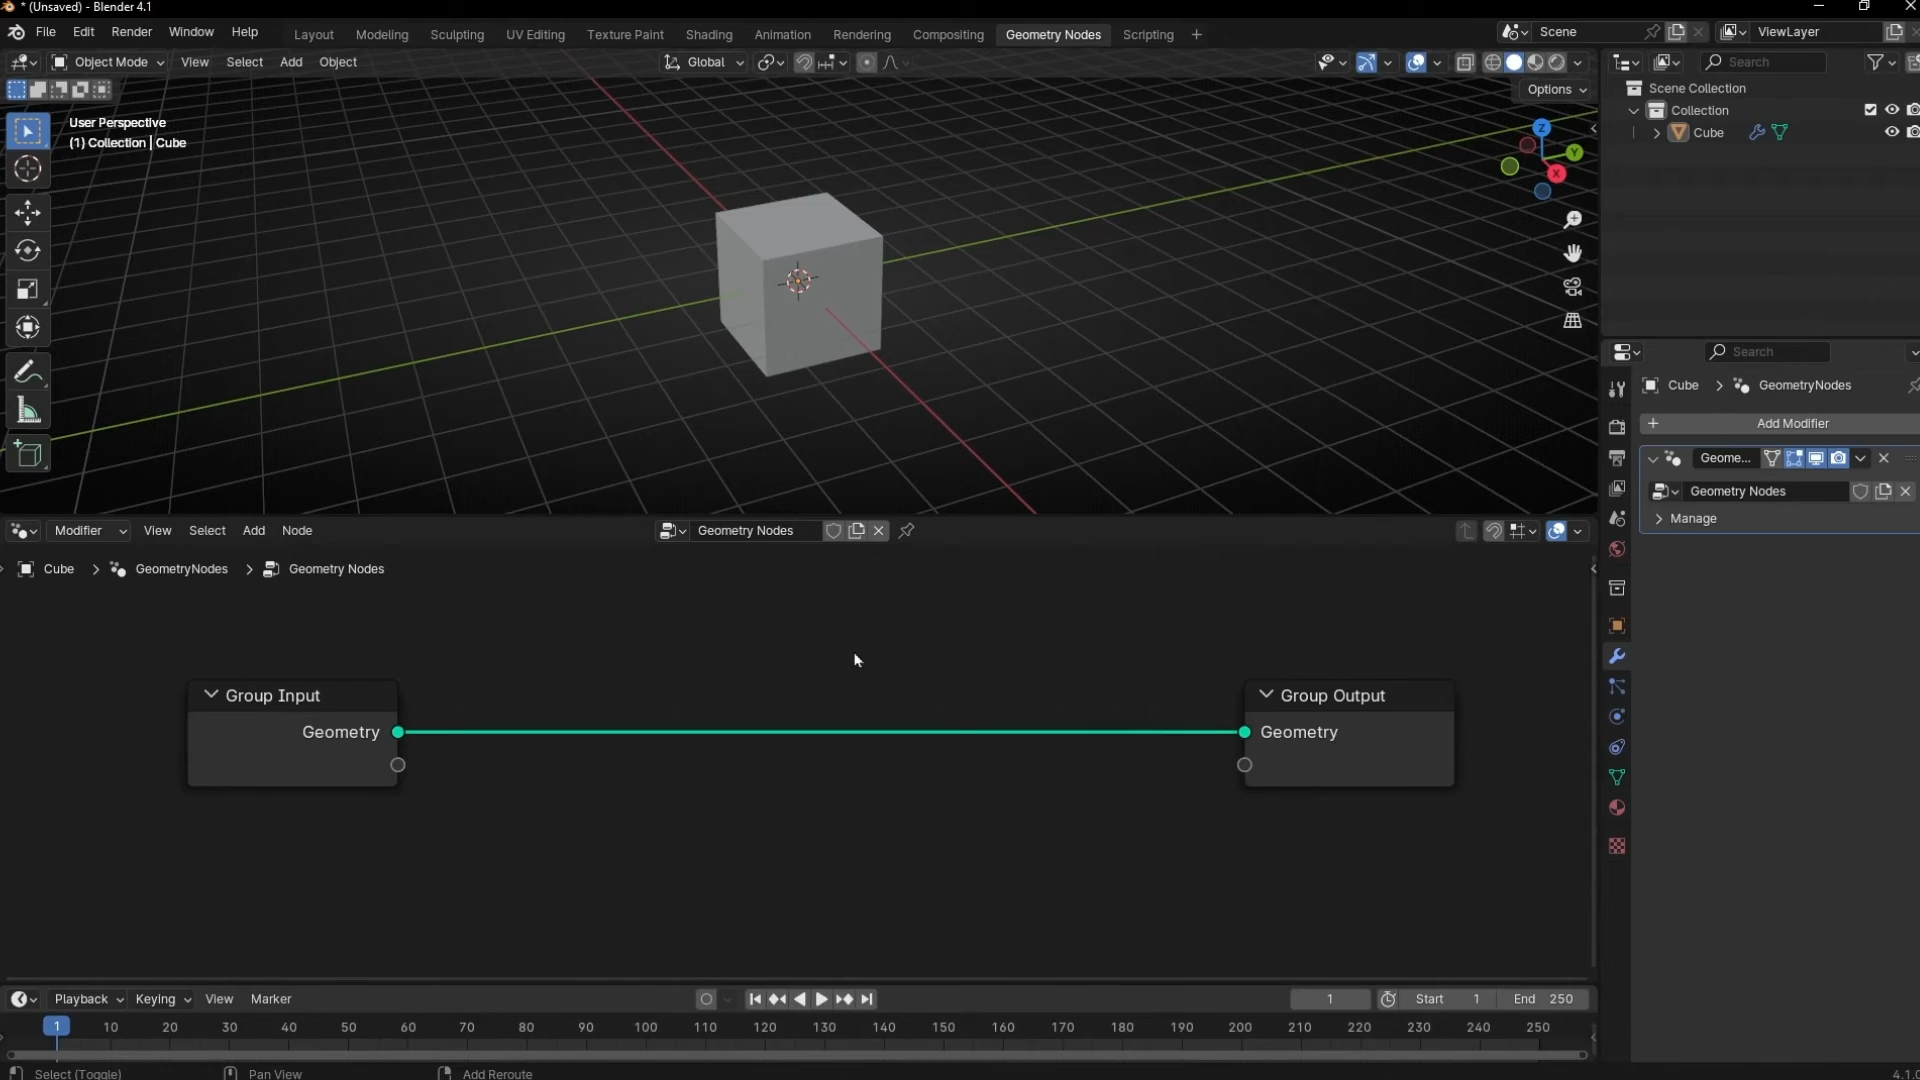 * (Unsaved) - Blender 4.1
File Edit Render Window Help Layout Modeling Sculpting UV Editing Texture Paint Shading Animation Rendering Compositing Geometry Nodes Scripting + Scene ViewLayer
Object Mode View Select Add Object Global Search
Options
User Perspective
(1) Collection | Cube
Z
Y
X
Scene Collection
Collection
Cube
Search
Cube > GeometryNodes
+ Add Modifier
Geome...
Geometry Nodes
Manage
Modifier View Select Add Node Geometry Nodes
Cube > GeometryNodes > Geometry Nodes
Group Input
Geometry
Group Output
Geometry
Playback Keying View Marker 1 Start 1 End 250
1 10 20 30 40 50 60 70 80 90 100 110 120 130 140 150 160 170 180 190 200 210 220 230 240 250
Select (Toggle) Pan View Add Reroute